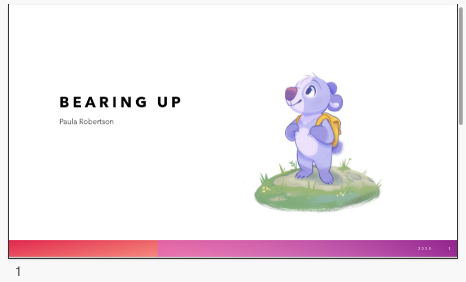 BEARING UP
Paula Robertson
2023 1
1